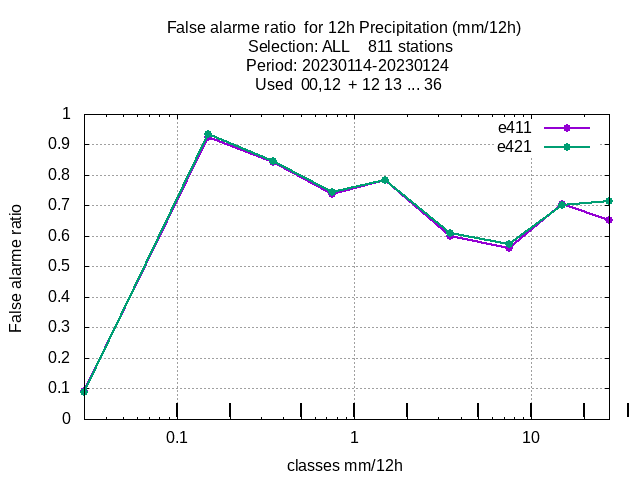 False alarme ratio  for 12h Precipitation (mm/12h)
Selection: ALL    811 stations
Period: 20230114-20230124
Used  00,12  + 12 13 ... 36
1
0.9
0.8
0.7
0.6
0.5
0.4
0.3
0.2
0.1
0
False alarme ratio
e411
e421
0.1
1
10
classes mm/12h